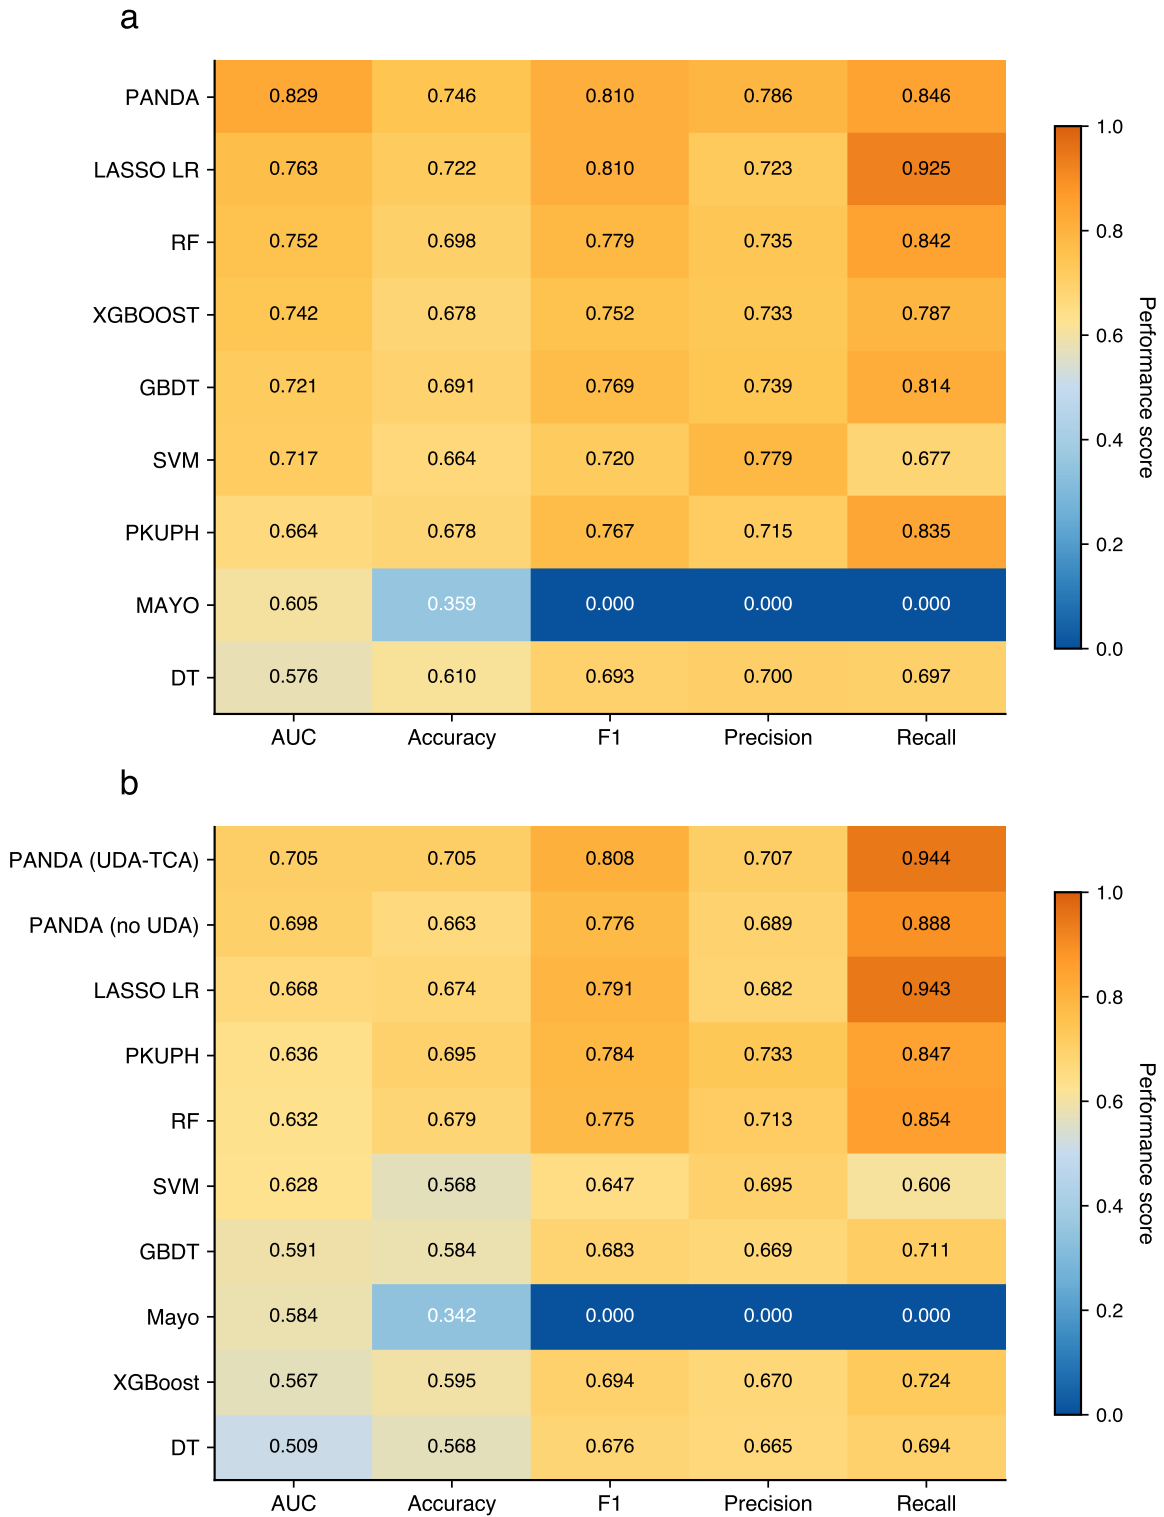 a
PANDA 0.829 0.746 0.810 0.786 0.846
LASSO LR 0.763 0.722 0.810 0.723 0.925
RF 0.752 0.698 0.779 0.735 0.842
XGBOOST 0.742 0.678 0.752 0.733 0.787
GBDT 0.721 0.691 0.769 0.739 0.814
SVM 0.717 0.664 0.720 0.779 0.677
PKUPH 0.664 0.678 0.767 0.715 0.835
MAYO 0.605 0.359 0.000 0.000 0.000
DT 0.576 0.610 0.693 0.700 0.697
AUC Accuracy F1 Precision Recall
1.0
0.8
0.6
0.4
0.2
0.0
Performance score
b
PANDA (UDA-TCA) 0.705 0.705 0.808 0.707 0.944
PANDA (no UDA) 0.698 0.663 0.776 0.689 0.888
LASSO LR 0.668 0.674 0.791 0.682 0.943
PKUPH 0.636 0.695 0.784 0.733 0.847
RF 0.632 0.679 0.775 0.713 0.854
SVM 0.628 0.568 0.647 0.695 0.606
GBDT 0.591 0.584 0.683 0.669 0.711
Mayo 0.584 0.342 0.000 0.000 0.000
XGBoost 0.567 0.595 0.694 0.670 0.724
DT 0.509 0.568 0.676 0.665 0.694
AUC Accuracy F1 Precision Recall
1.0
0.8
0.6
0.4
0.2
0.0
Performance score